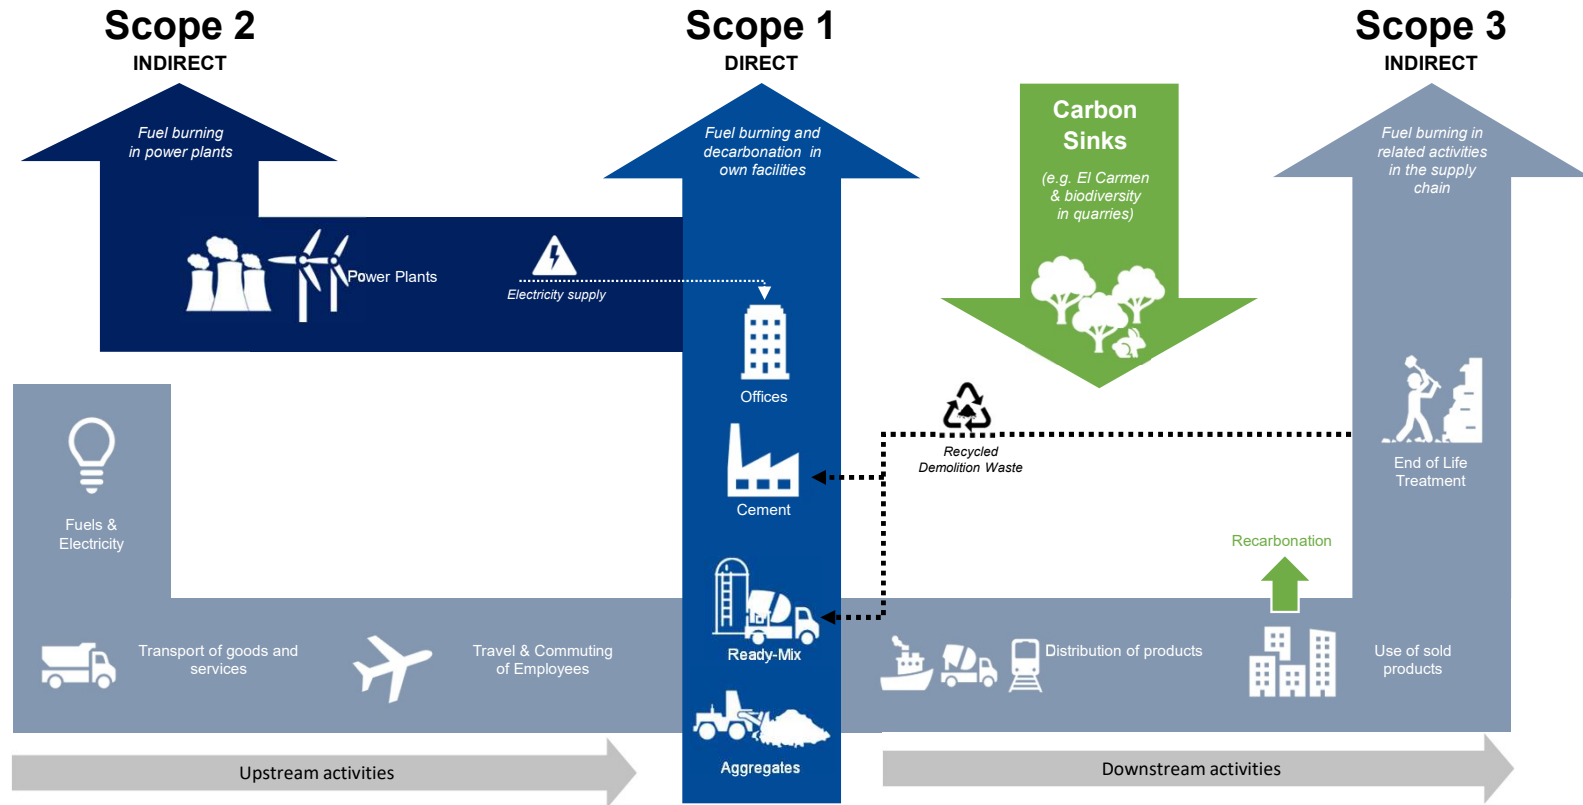 Scope 2
INDIRECT
Fuel burning
in power plants
Power Plants
Electricity supply
Scope 1
DIRECT
Fuel burning and
decarbonation in
own facilities
Offices
Cement
Ready-Mix
Aggregates
Carbon
Sinks
(e.g. El Carmen
& biodiversity
in quarries)
Scope 3
INDIRECT
Fuel burning in
related activities
in the supply
chain
End of Life
Treatment
Recycled
Demolition Waste
Recarbonation
Fuels &
Electricity
Transport of goods and
services
Travel & Commuting
of Employees
Distribution of products
Use of sold
products
Upstream activities
Downstream activities